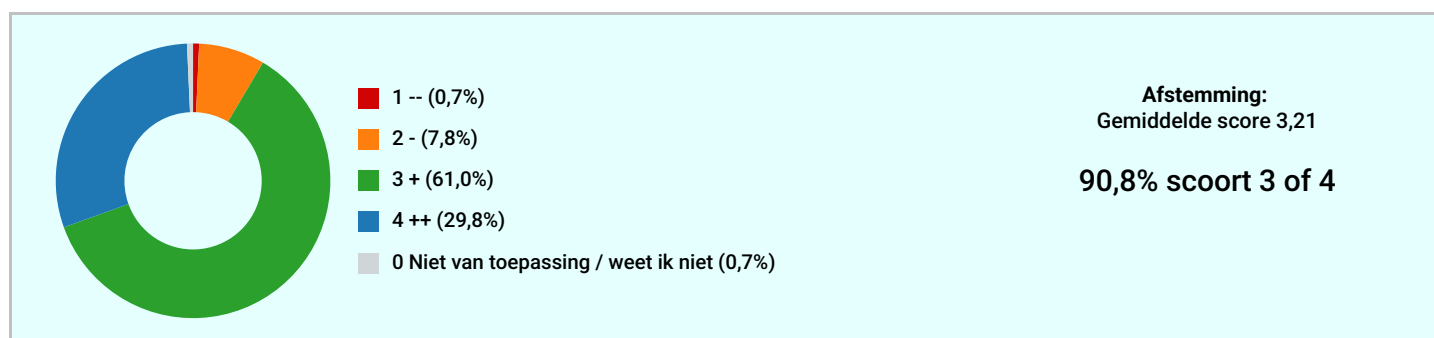 1 -- (0,7%)
2 - (7,8%)
3 + (61,0%)
4 ++ (29,8%)
0 Niet van toepassing / weet ik niet (0,7%)
Afstemming:
Gemiddelde score 3,21
90,8% scoort 3 of 4